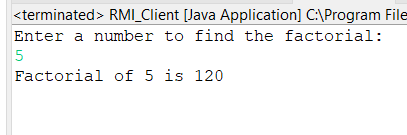 <terminated> RMI_Client [Java Application] C:\Program File
Enter a number to find the factorial:
5
Factorial of 5 is 120